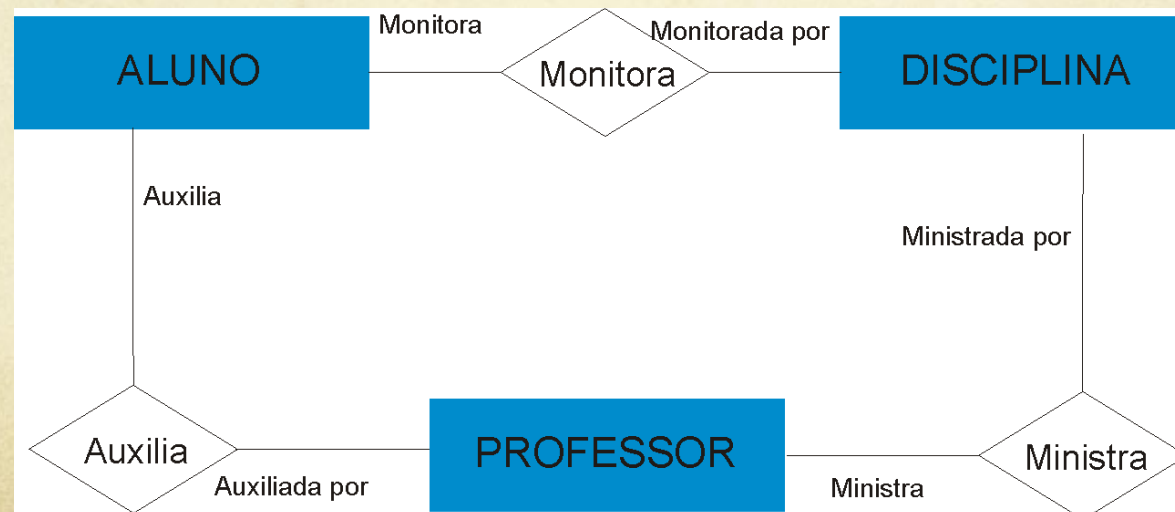 Monitora
Monitorada por
ALUNO
Monitora
DISCIPLINA
Auxilia
Ministrada por
Auxilia
PROFESSOR
Ministra
Auxiliada por
Ministra